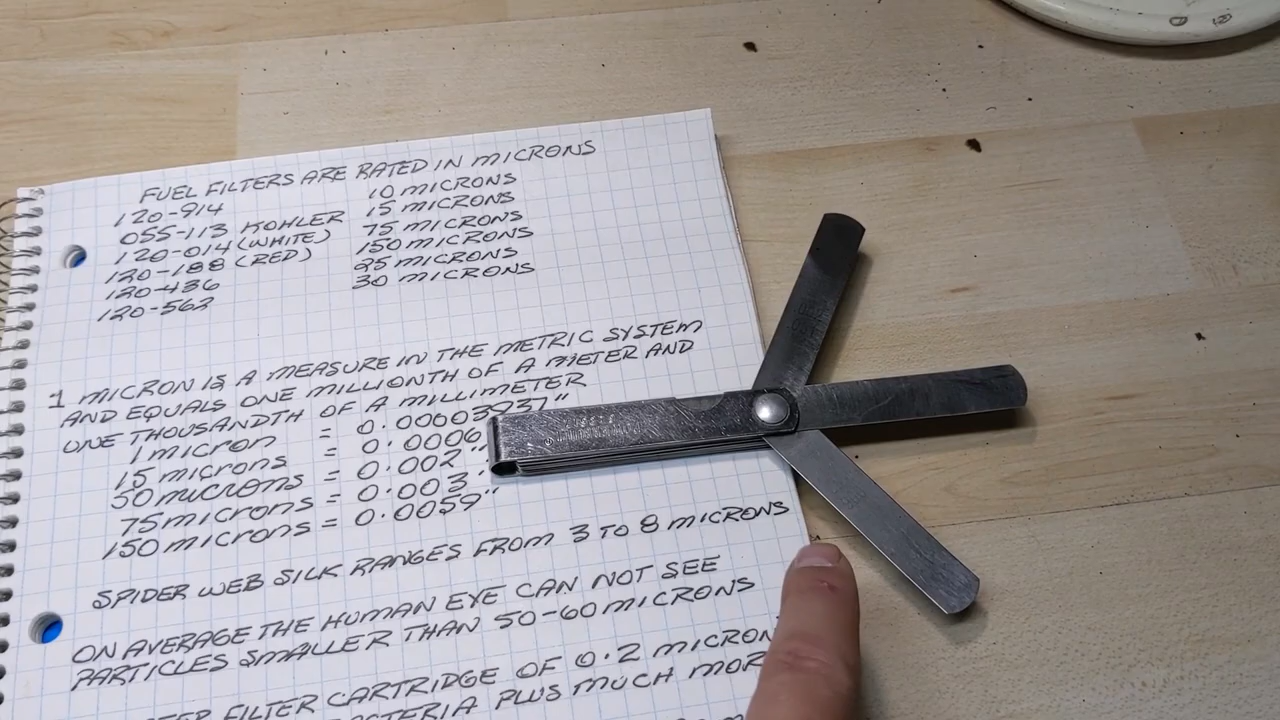 FUEL FILTERS ARE RATED IN MICRONS
120-914 10 MICRONS
055-113 KOHLER 15 MICRONS
120-014 (WHITE) 75 MICRONS
120-188 (RED) 150 MICRONS
120-436 25 MICRONS
120-562 30 MICRONS
1 MICRON IS A MEASURE IN THE METRIC SYSTEM
AND EQUALS ONE MILLIONTH OF A METER AND
ONE THOUSANDTH OF A MILLIMETER
1 micron = 0.00003937"
15 microns = 0.0006
50 microns = 0.002"
75 microns = 0.003
150 microns = 0.0059"
SPIDER WEB SILK RANGES FROM 3 TO 8 MICRONS
ON AVERAGE THE HUMAN EYE CAN NOT SEE
PARTICLES SMALLER THAN 50-60 MICRONS
FILTER CARTRIDGE OF 0.2 MICRON
PLUS MUCH MOR